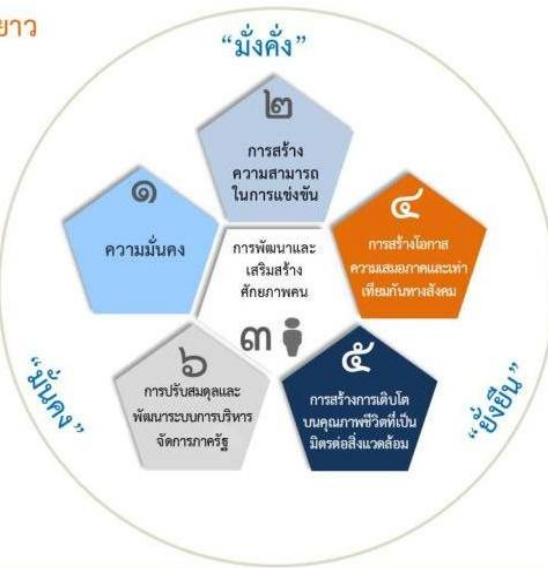 ยาว
“มั่งคั่ง”
๒
การสร้าง
ความสามารถ
ในการแข่งขัน
๑
ความมั่นคง
๔
การสร้างโอกาส
ความเสมอภาคและเท่า
เทียมกันทางสังคม
การพัฒนาและ
เสริมสร้าง
ศักยภาพคน
๓
๖
การปรับสมดุลและ
พัฒนาระบบการบริหาร
จัดการภาครัฐ
๕
การสร้างการเติบโต
บนคุณภาพชีวิตที่เป็น
มิตรต่อสิ่งแวดล้อม
“มั่นคง”
“ยั่งยืน”